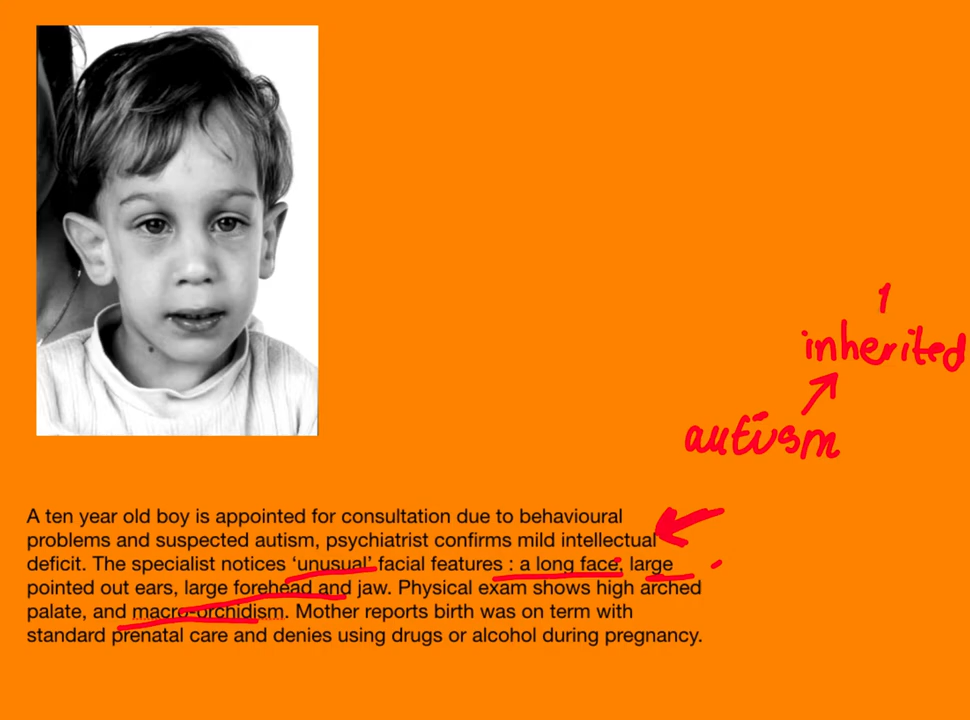 1
inherited
autism
A ten year old boy is appointed for consultation due to behavioural
problems and suspected autism, psychiatrist confirms mild intellectual
deficit. The specialist notices ‘unusual’ facial features : a long face, large
pointed out ears, large forehead and jaw. Physical exam shows high arched
palate, and macro-orchidism. Mother reports birth was on term with
standard prenatal care and denies using drugs or alcohol during pregnancy.